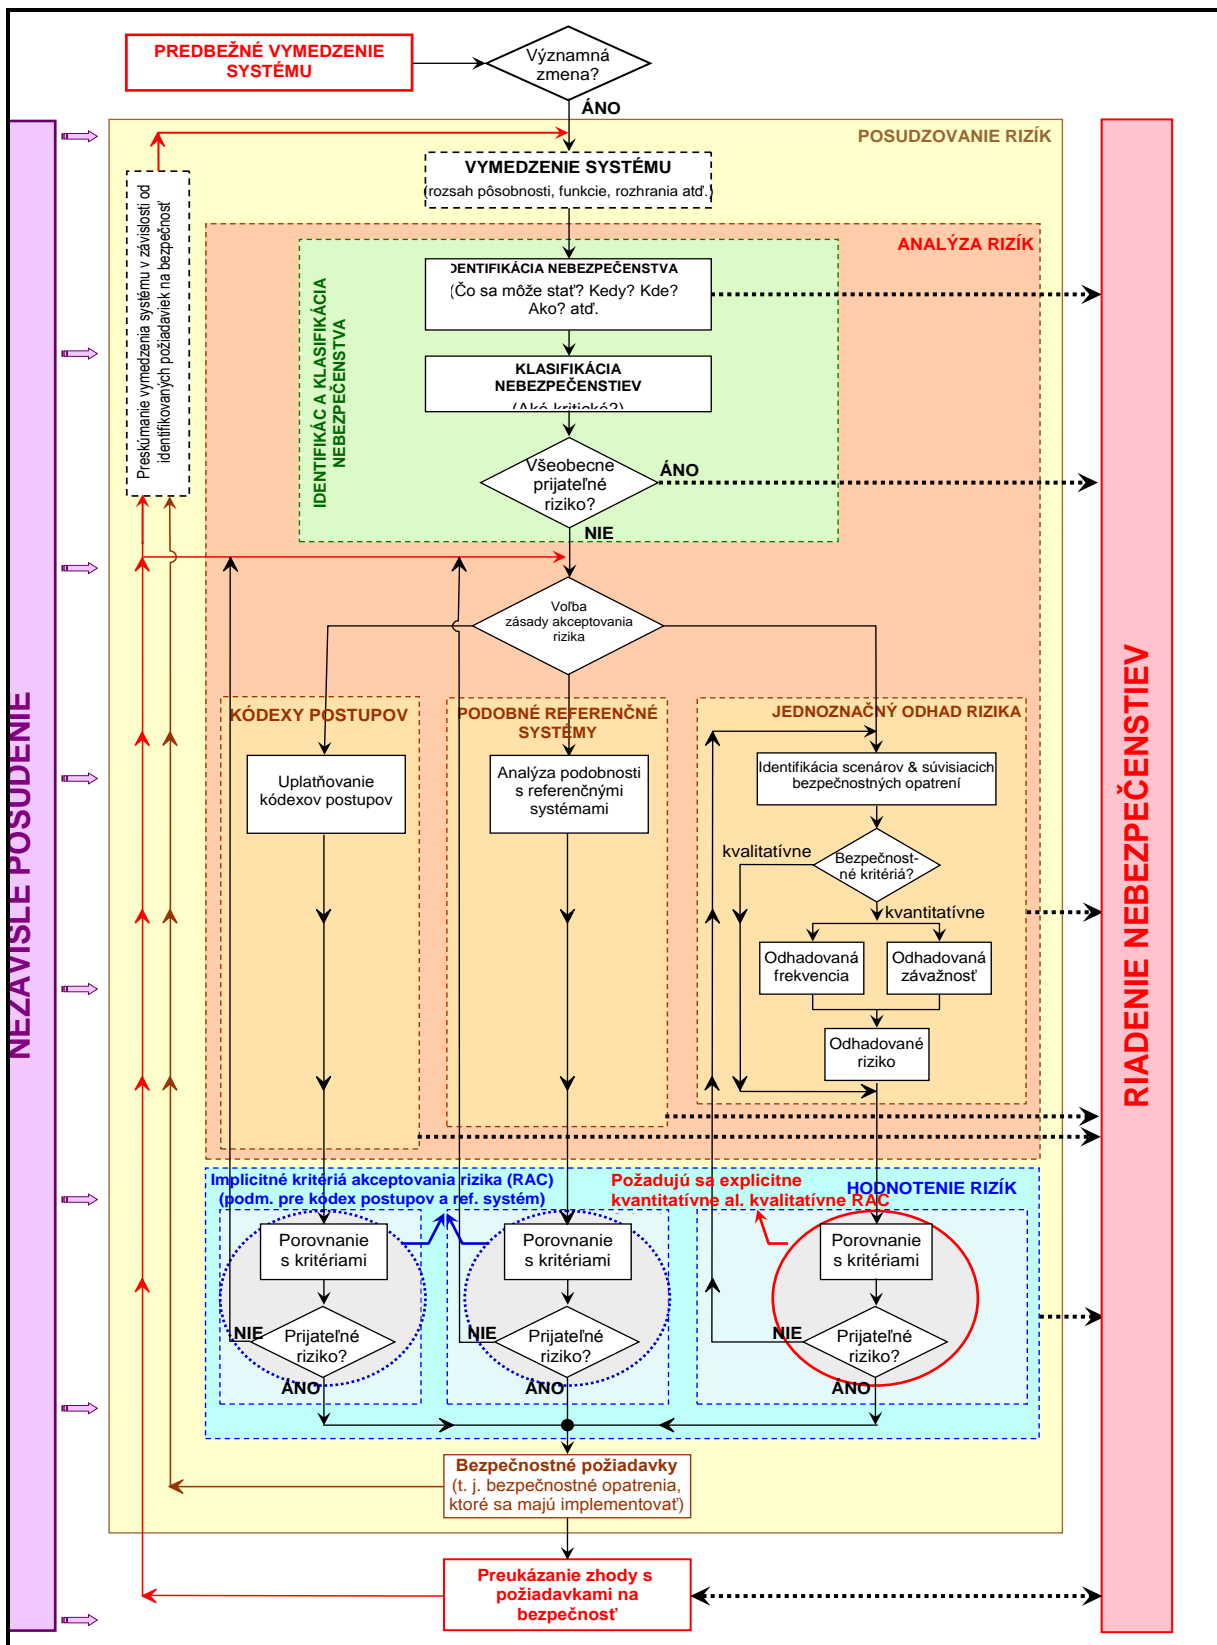 PREDBEŽNÉ VYMEDZENIE
SYSTÉMU
Významná
zmena?
ÁNO
POSUDZOVANIE RIZÍK
VYMEDZENIE SYSTÉMU
(rozsah pôsobnosti, funkcie, rozhrania atď.)
Preskúmanie vymedzenia systému v závislosti od
identifikovaných požiadaviek na bezpečnosť
ANALÝZA RIZÍK
IDENTIFIKÁC A KLASIFIKÁCIA
NEBEZPEČENSTVA
DENTIFIKÁCIA NEBEZPEČENSTVA
(Čo sa môže stať? Kedy? Kde?
Ako? atď.
KLASIFIKÁCIA
NEBEZPEČENSTIEV
(Aké kritické?)
Všeobecne
prijateľné
riziko?
ÁNO
NIE
Voľba
zásady akceptovania
rizika
NEZÁVISLÉ POSÚDENIE
RIADENIE NEBEZPEČENSTIEV
KÓDEXY POSTUPOV
Uplatňovanie
kódexov postupov
PODOBNÉ REFERENČNÉ
SYSTÉMY
Analýza podobnosti
s referenčnými
systémami
JEDNOZNAČNÝ ODHAD RIZIKA
Identifikácia scenárov & súvisiacich
bezpečnostných opatrení
kvalitatívne
Bezpečnost-
né kritériá?
kvantitatívne
Odhadovaná
frekvencia
Odhadovaná
závažnosť
Odhadované
riziko
Implicitné kritériá akceptovania rizika (RAC)
(podm. pre kódex postupov a ref. systém)
Požadujú sa explicitne
kvantitatívne al. kvalitatívne RAC
HODNOTENIE RIZÍK
Porovnanie
s kritériami
Prijateľné
riziko?
NIE
ÁNO
Porovnanie
s kritériami
Prijateľné
riziko?
NIE
ÁNO
Porovnanie
s kritériami
Prijateľné
riziko?
NIE
ÁNO
Bezpečnostné požiadavky
(t. j. bezpečnostné opatrenia,
ktoré sa majú implementovať)
Preukázanie zhody s
požiadavkami na
bezpečnosť